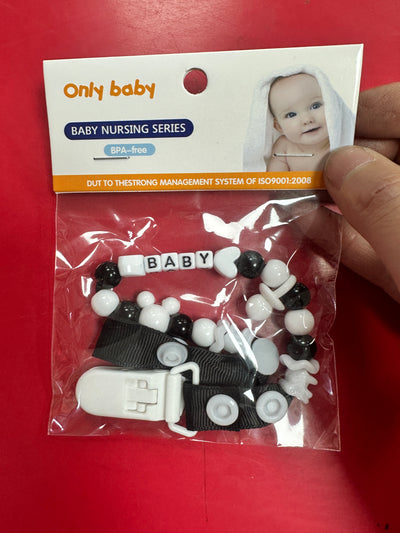 Only baby
BABY NURSING SERIES
BPA-free
DUT TO THESTRONG MANAGEMENT SYSTEM OF ISO9001:2008
BABY